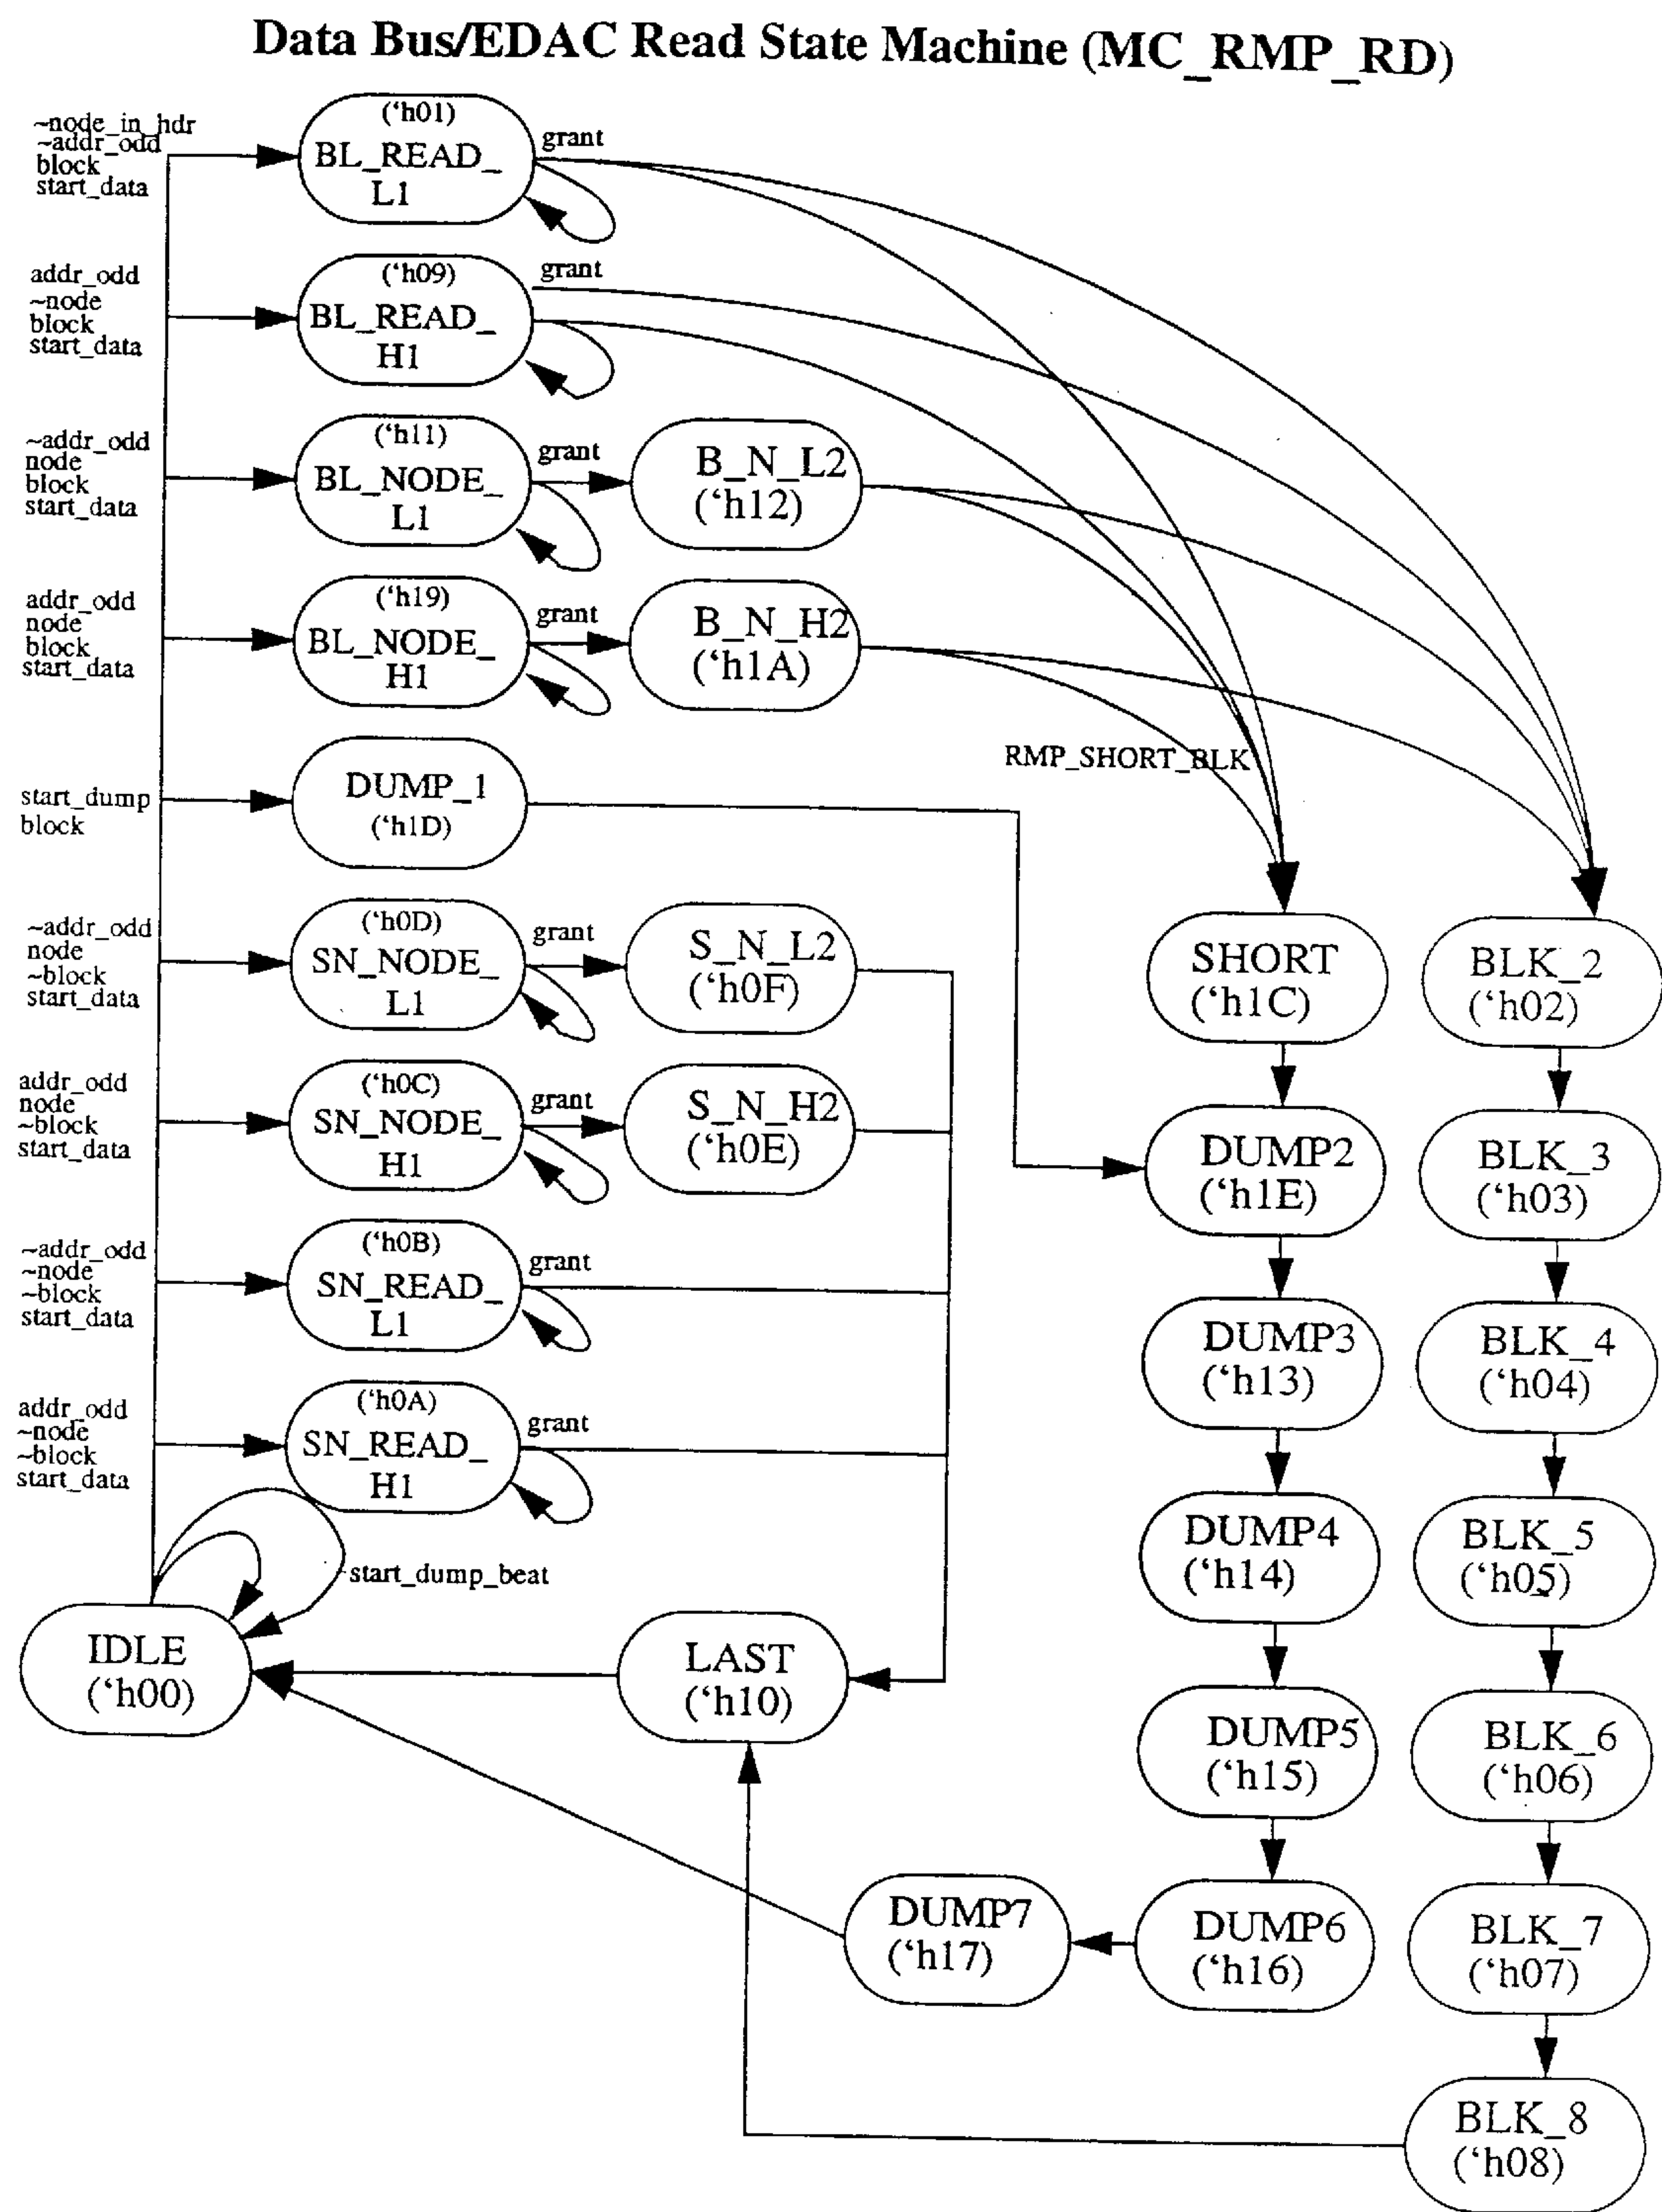 Data Bus/EDAC Read State Machine (MC_RMP_RD)
~node_in_hdr
~addr_odd
block
start_data
('h01)
BL_READ_
L1
grant
addr_odd
~node
block
start_data
('h09)
BL_READ_
H1
grant
~addr_odd
node
block
start_data
('h11)
BL_NODE_
L1
grant
B_N_L2
('h12)
addr_odd
node
block
start_data
('h19)
BL_NODE_
H1
grant
B_N_H2
('h1A)
RMP_SHORT_BLK
start_dump
block
DUMP_1
('h1D)
~addr_odd
node
~block
start_data
('h0D)
SN_NODE_
L1
grant
S_N_L2
('h0F)
SHORT
('h1C)
BLK_2
('h02)
addr_odd
node
~block
start_data
('h0C)
SN_NODE_
H1
grant
S_N_H2
('h0E)
DUMP2
('h1E)
BLK_3
('h03)
~addr_odd
~node
~block
start_data
('h0B)
SN_READ_
L1
grant
DUMP3
('h13)
BLK_4
('h04)
addr_odd
~node
~block
start_data
('h0A)
SN_READ_
H1
grant
DUMP4
('h14)
BLK_5
('h05)
start_dump_beat
IDLE
('h00)
LAST
('h10)
DUMP5
('h15)
BLK_6
('h06)
DUMP7
('h17)
DUMP6
('h16)
BLK_7
('h07)
BLK_8
('h08)